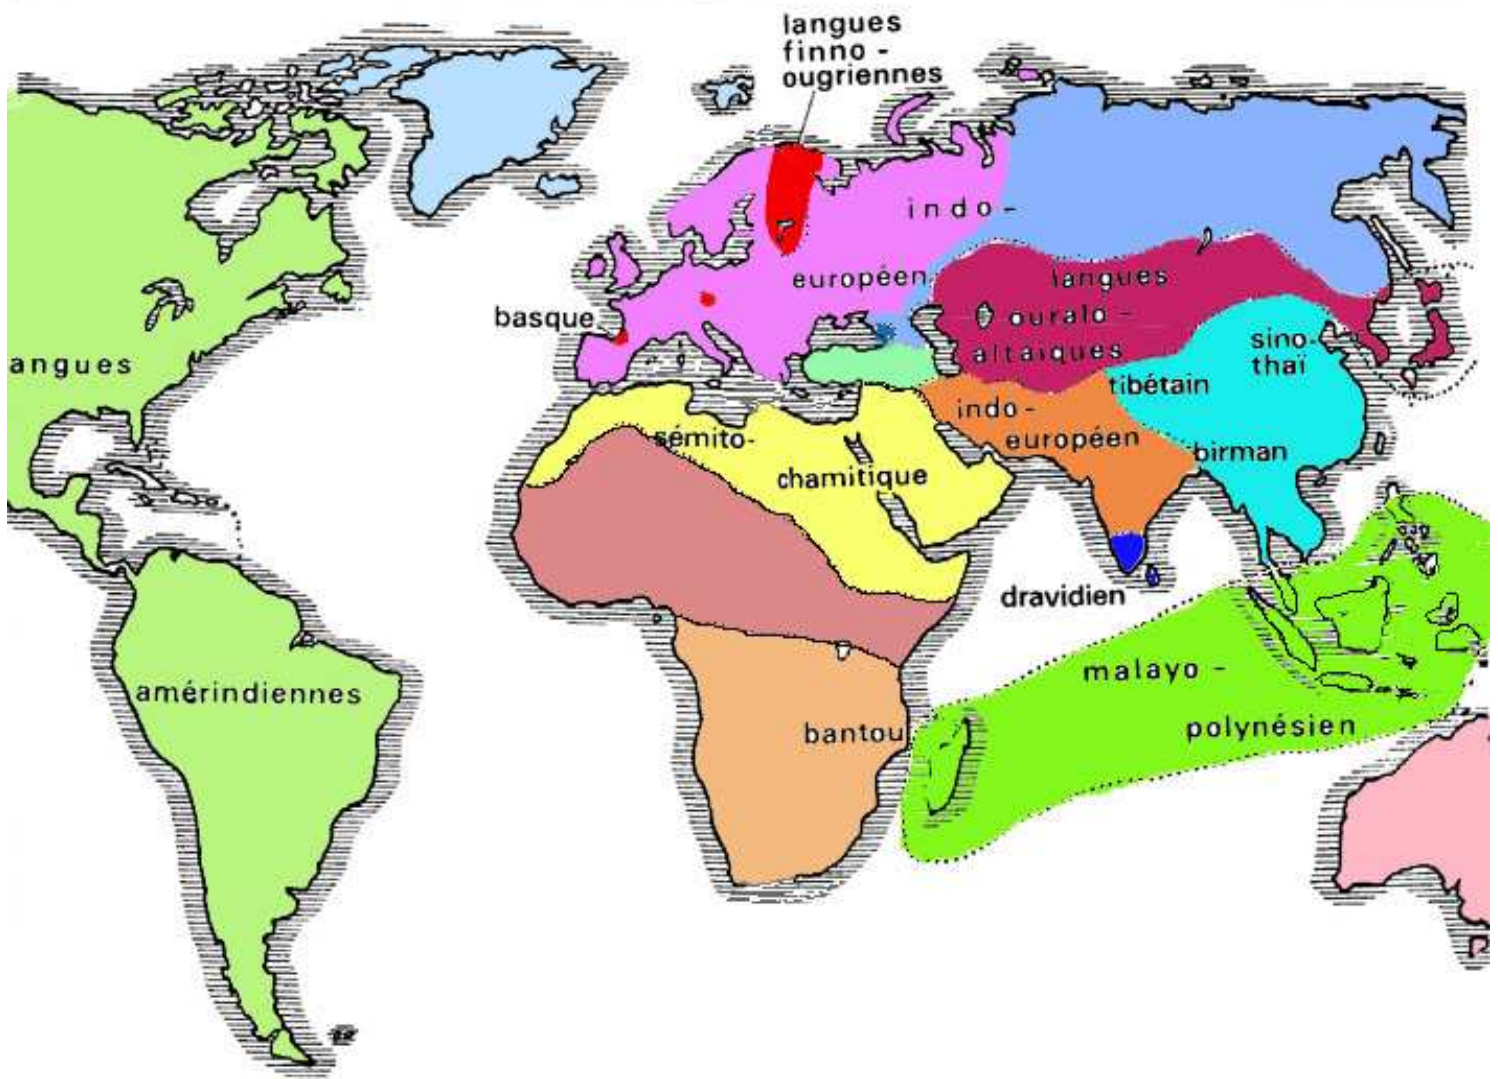 langues
finno -
ougriennes
indo -
européen
langues
ouralo -
altaïques
basque
angues
sino-
thaï
tibétain
indo-
européen
birman
sémito-
chamitique
dravidien
malayo -
polynésien
amérindiennes
bantou